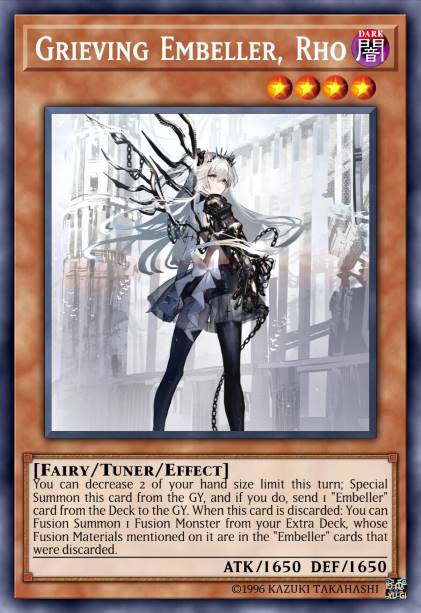 GRIEVING EMBELLER, RHO
DARK
闇
[FAIRY/TUNER/EFFECT]
You can decrease 2 of your hand size limit this turn; Special
Summon this card from the GY, and if you do, send 1 "Embeller"
card from the Deck to the GY. When this card is discarded: You can
Fusion Summon 1 Fusion Monster from your Extra Deck, whose
Fusion Materials mentioned on it are in the "Embeller" cards that
were discarded.
ATK/1650 DEF/1650
©1996 KAZUKI TAKAHASHI